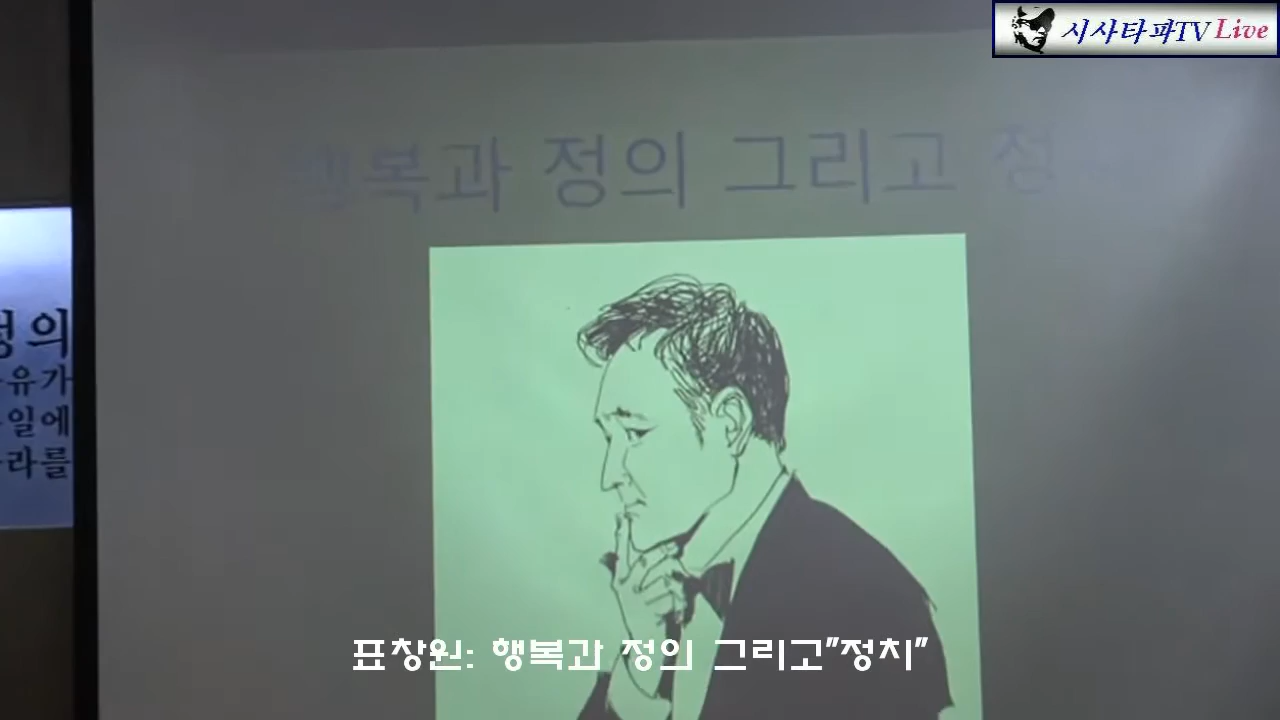 시사타파TV Live
행복과 정의 그리고
정의
유가
일에
라를
표창원: 행복과 정의 그리고"정치"